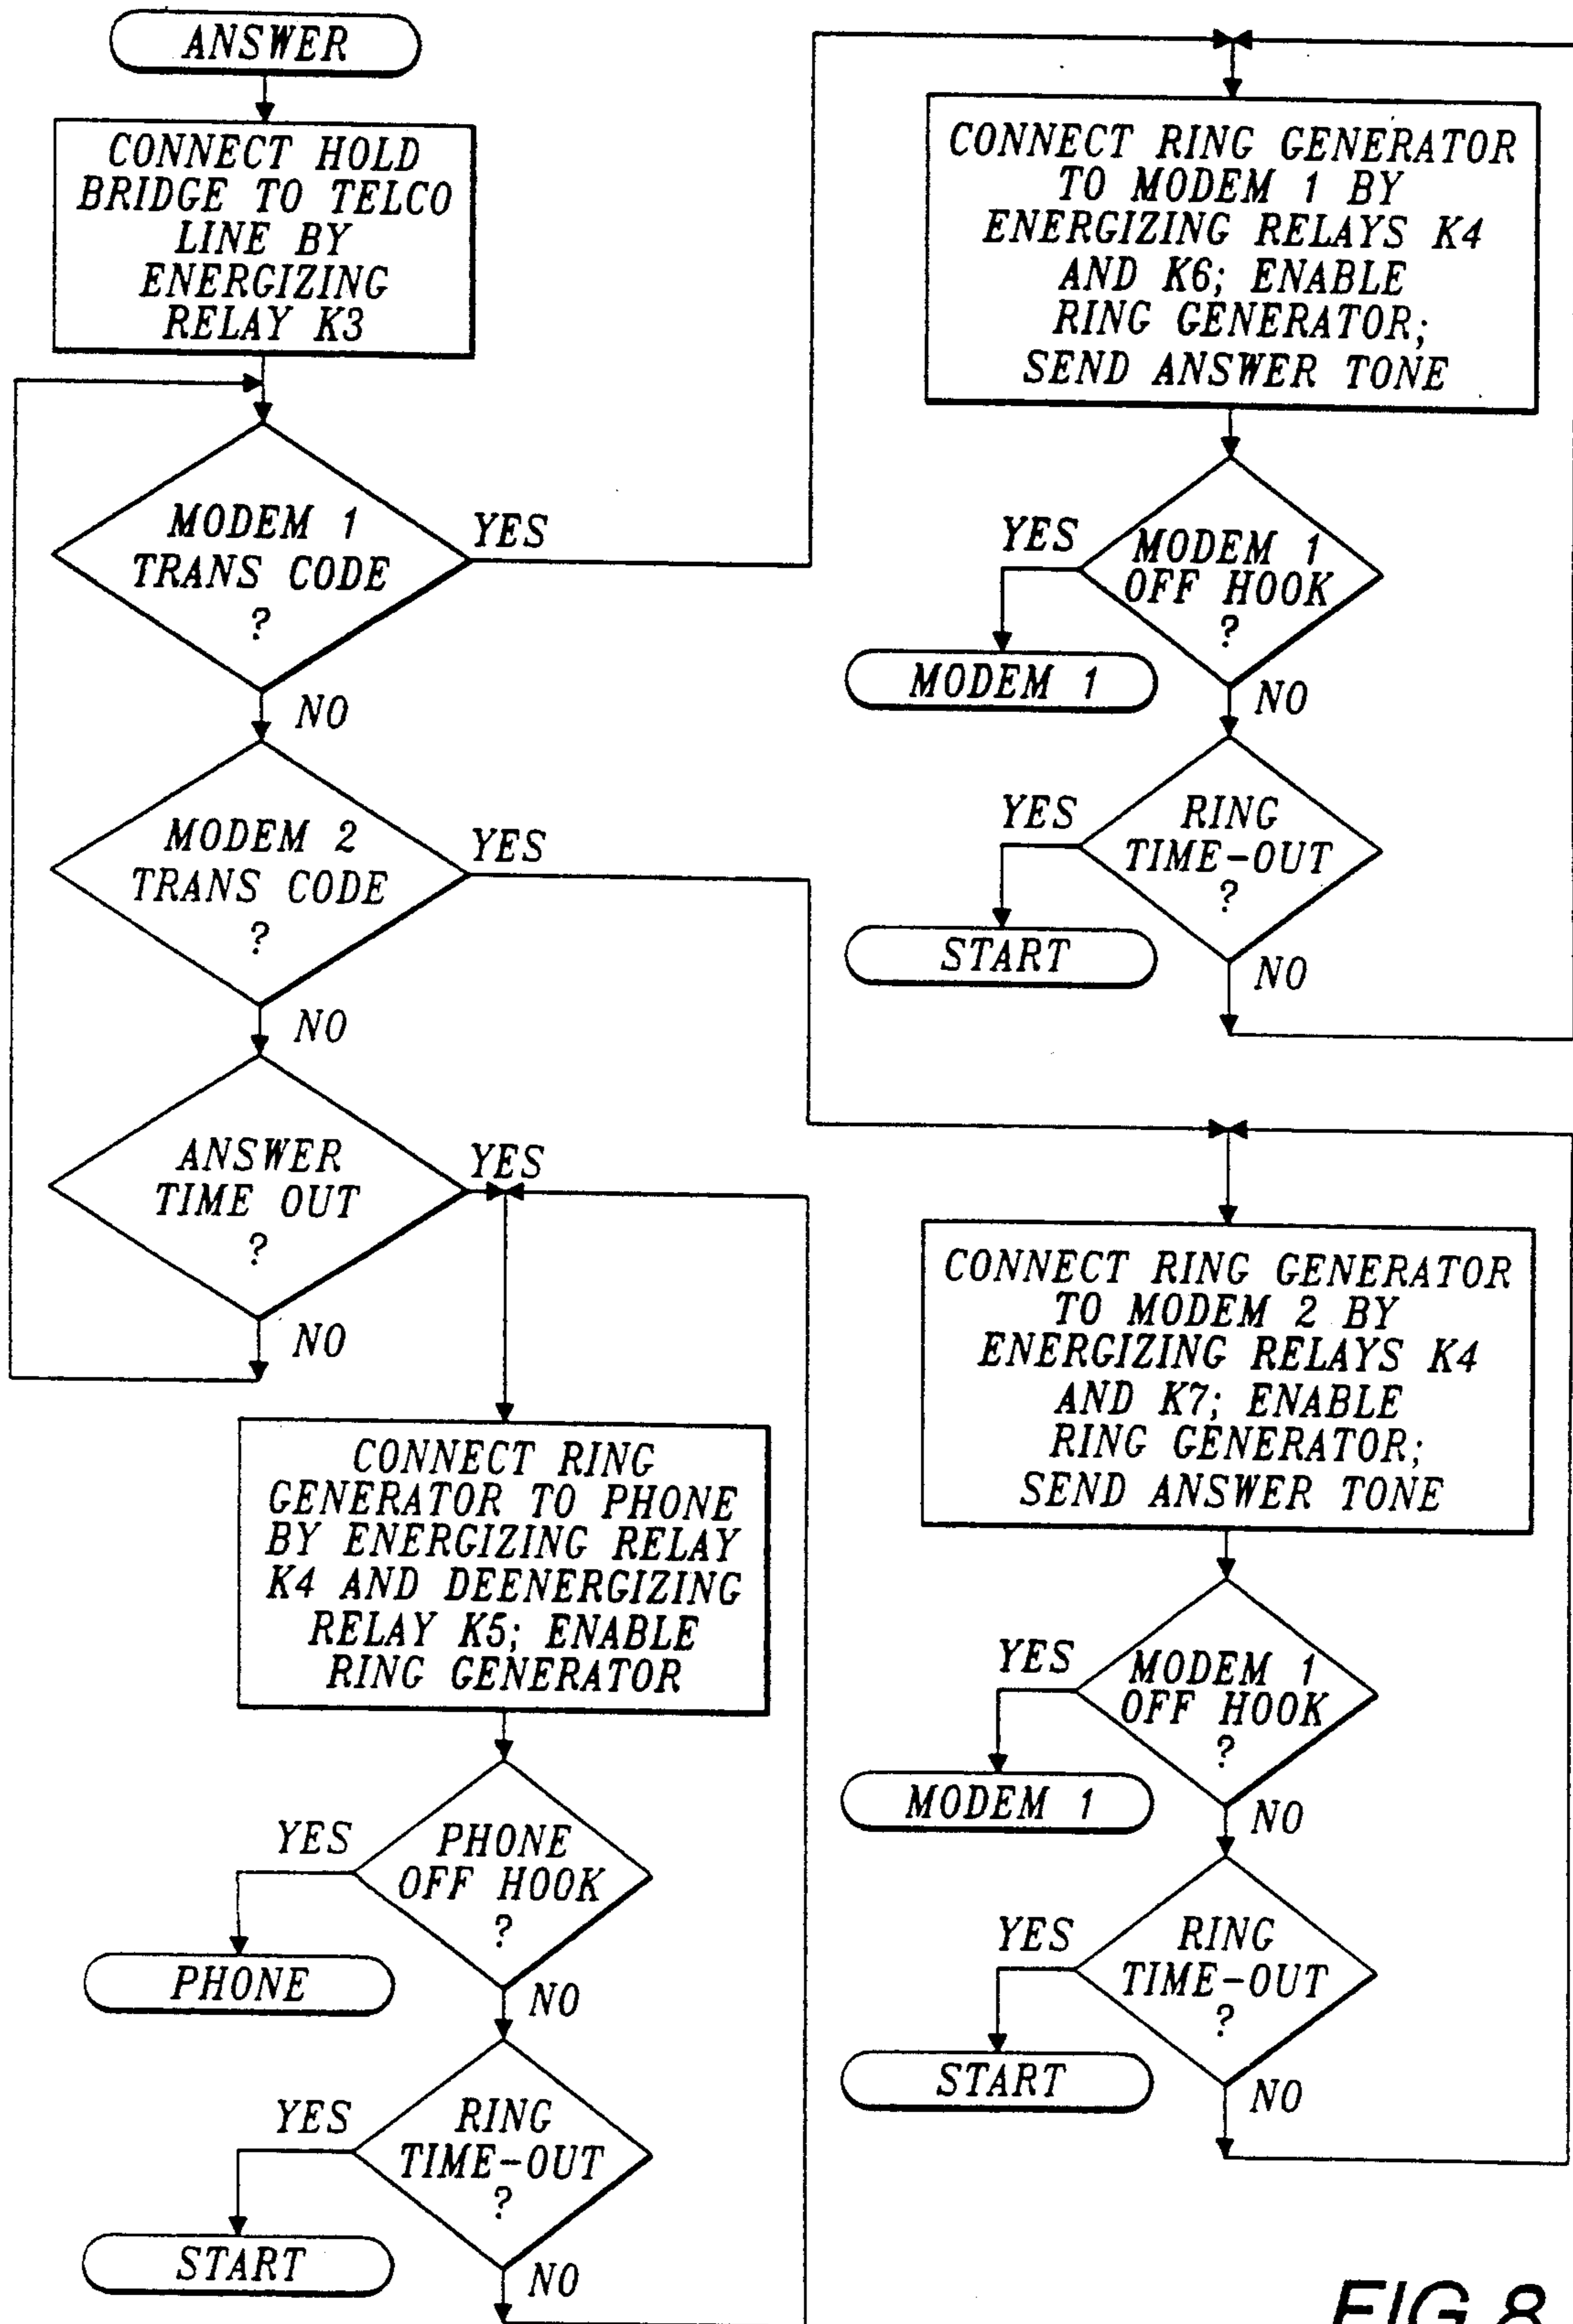 ANSWER
CONNECT HOLD
BRIDGE TO TELCO
LINE BY
ENERGIZING
RELAY K3
MODEM 1
TRANS CODE
?
YES
NO
MODEM 2
TRANS CODE
?
YES
NO
ANSWER
TIME OUT
?
YES
NO
CONNECT RING
GENERATOR TO PHONE
BY ENERGIZING RELAY
K4 AND DEENERGIZING
RELAY K5; ENABLE
RING GENERATOR
PHONE
OFF HOOK
?
YES
PHONE
NO
RING
TIME-OUT
?
YES
START
NO
CONNECT RING GENERATOR
TO MODEM 1 BY
ENERGIZING RELAYS K4
AND K6; ENABLE
RING GENERATOR;
SEND ANSWER TONE
MODEM 1
OFF HOOK
?
YES
MODEM 1
NO
RING
TIME-OUT
?
YES
START
NO
CONNECT RING GENERATOR
TO MODEM 2 BY
ENERGIZING RELAYS K4
AND K7; ENABLE
RING GENERATOR;
SEND ANSWER TONE
MODEM 1
OFF HOOK
?
YES
MODEM 1
NO
RING
TIME-OUT
?
YES
START
NO
FIG.8